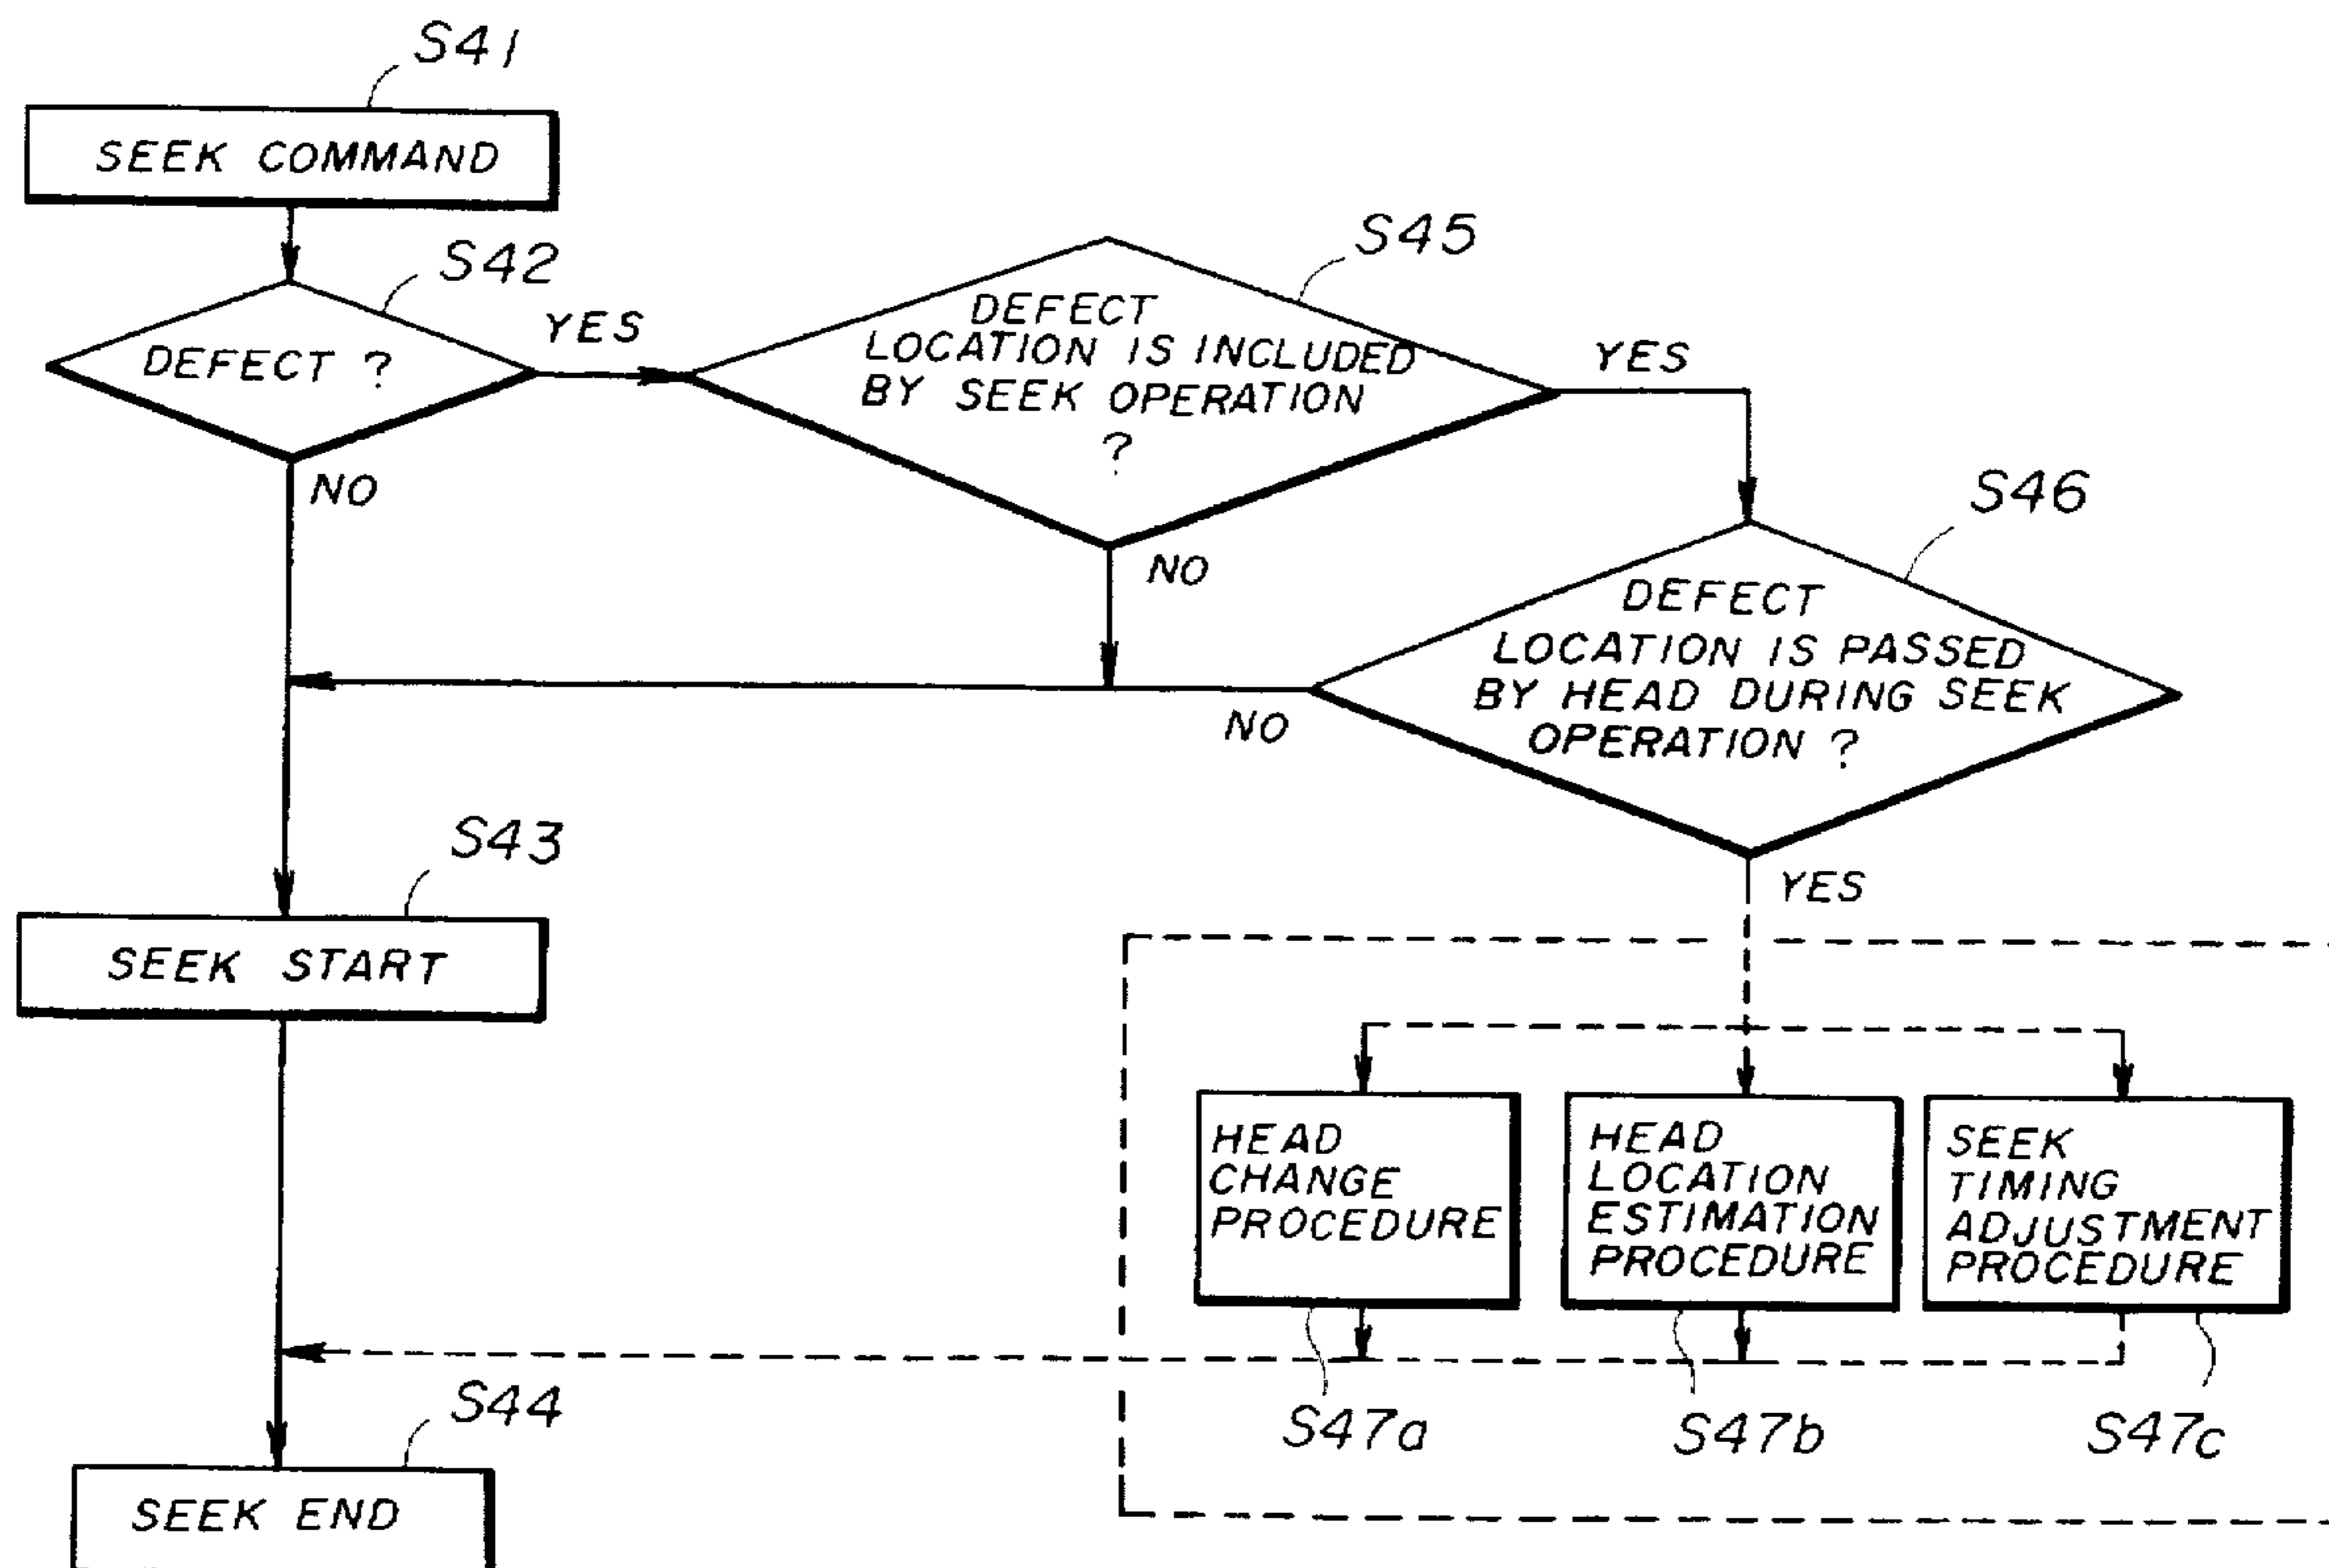 S41
SEEK COMMAND
S42
DEFECT ?
YES
NO
S45
DEFECT
LOCATION IS INCLUDED
BY SEEK OPERATION
?
YES
NO
S46
DEFECT
LOCATION IS PASSED
BY HEAD DURING SEEK
OPERATION ?
NO
YES
S43
SEEK START
HEAD
CHANGE
PROCEDURE
HEAD
LOCATION
ESTIMATION
PROCEDURE
SEEK
TIMING
ADJUSTMENT
PROCEDURE
S47a
S47b
S47c
S44
SEEK END